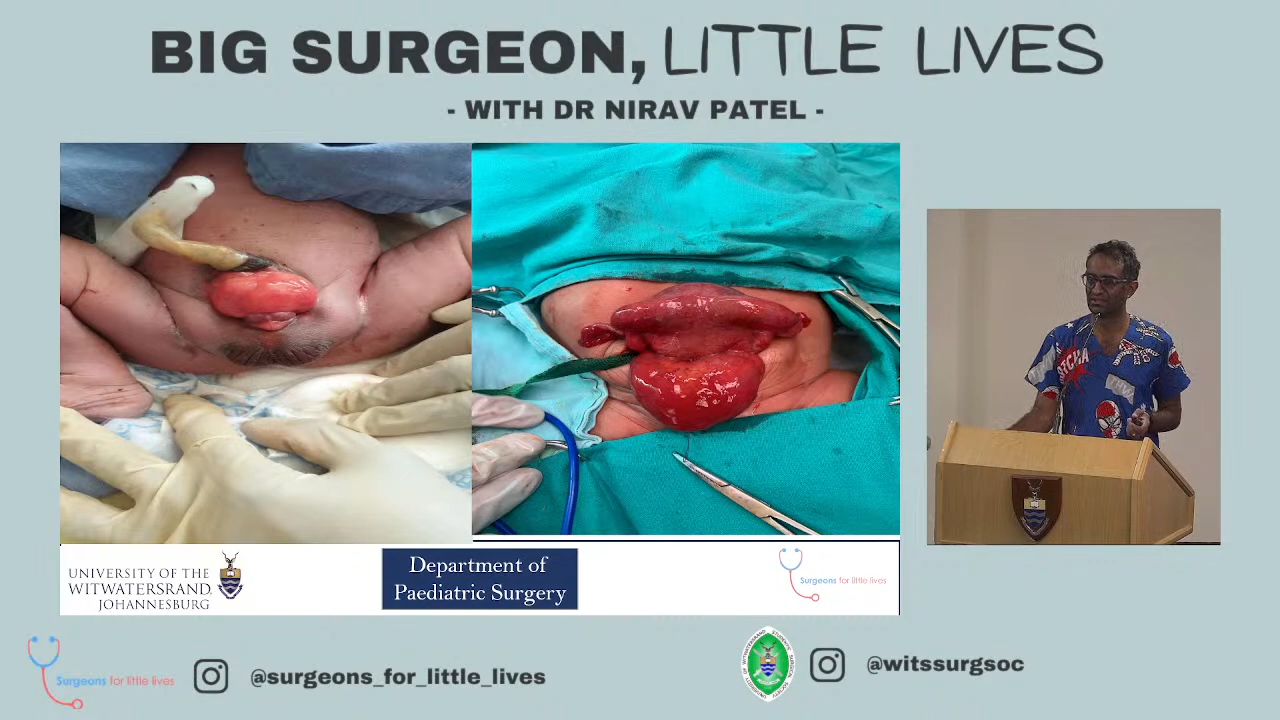 BIG SURGEON, LITTLE LIVES
- WITH DR NIRAV PATEL -
UNIVERSITY OF THE
WITWATERSRAND,
JOHANNESBURG
Department of
Paediatric Surgery
Surgeons for little lives
Surgeons for little lives
@surgeons_for_little_lives
@witssurgsoc